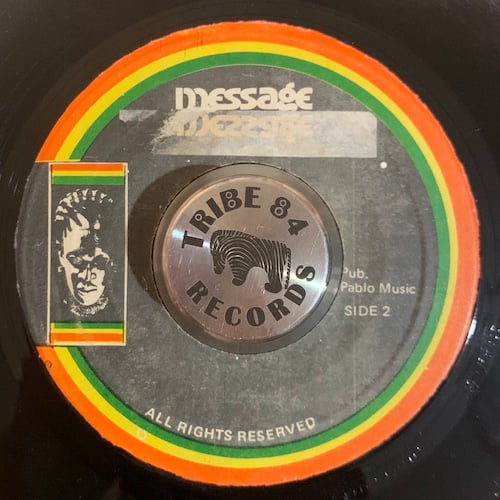 message
message
TRIBE 84
RECORDS
Pub.
Pablo Music
SIDE 2
ALL RIGHTS RESERVED